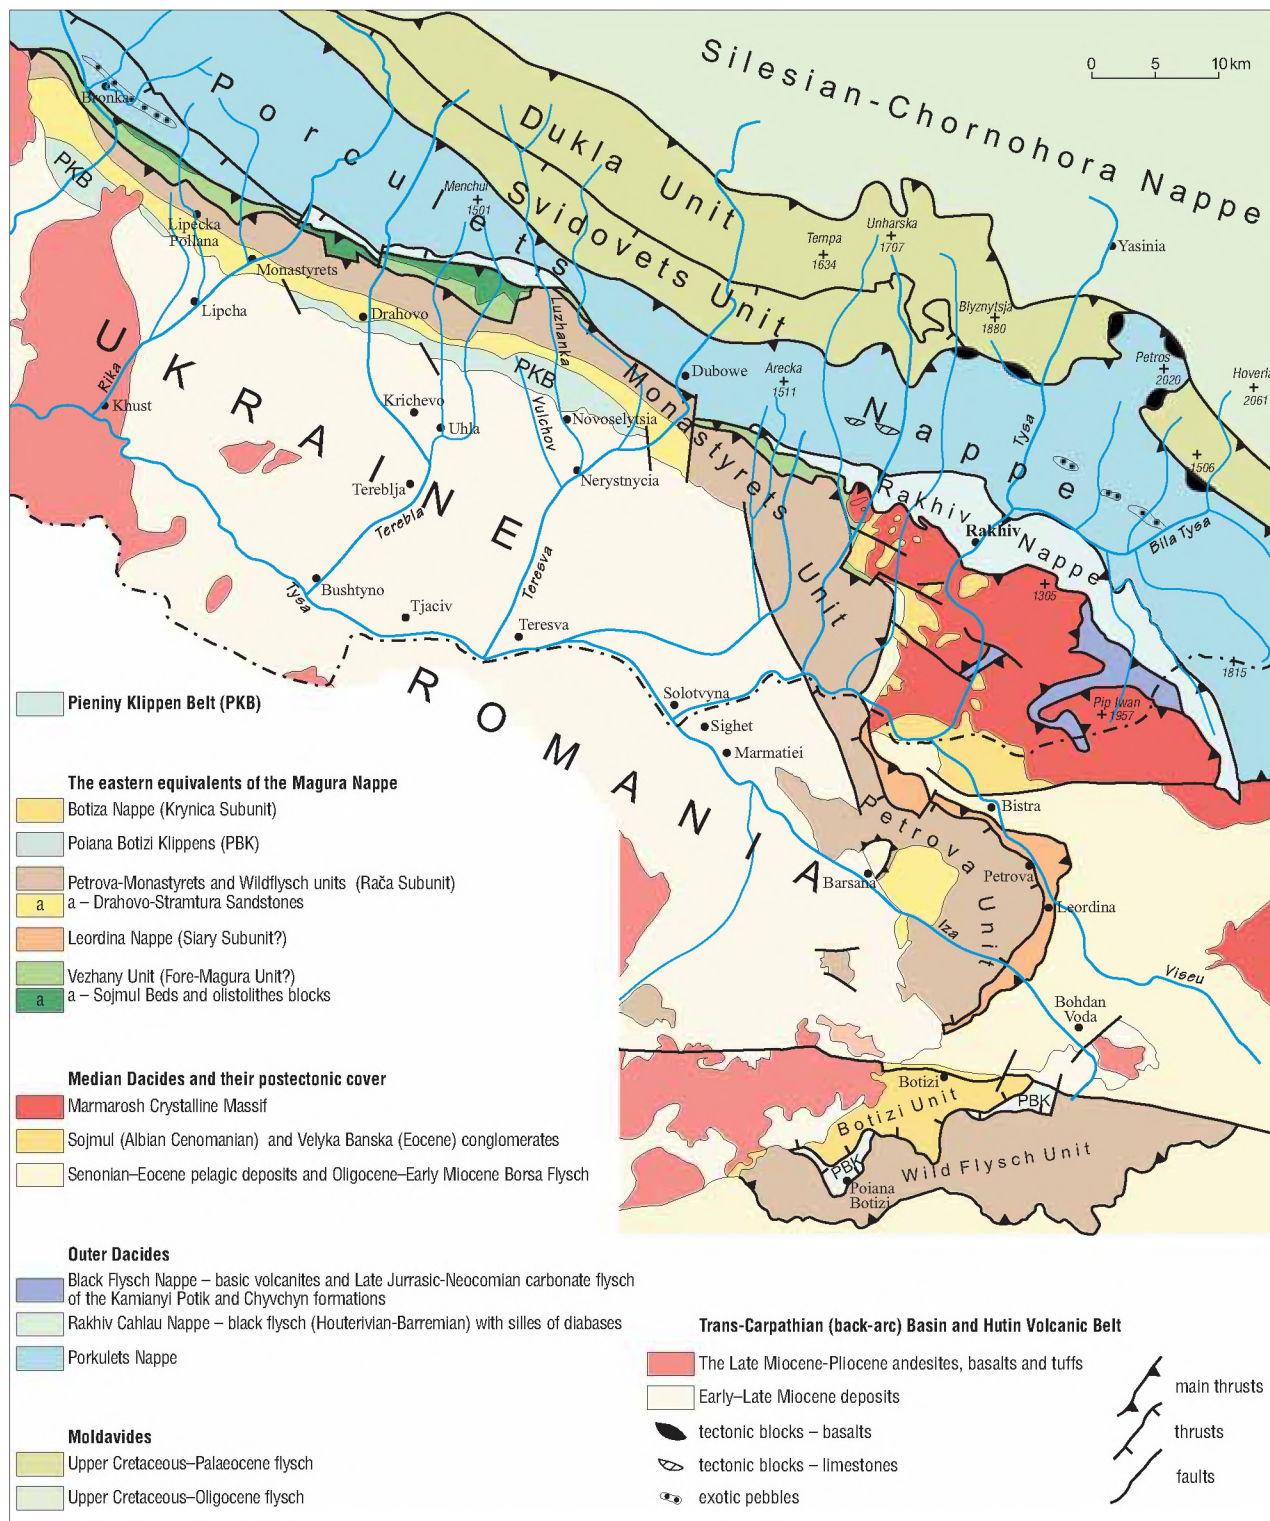 Silesian-Chornohora Nappe
0 5 10 km
Porculets
Nappe
Dukla Unit
Svidovets Unit
Bronka
PKB
Menchul
1501
Tempa
1634
Unharska
1707
Yasinia
Lipecka
Pollana
Monastyrets
Lipcha
Drahovo
Luzhanka
Blyznytsja
1880
Petros
2020
Hoverla
2061
UKRAINE
Rika
Khust
Krichevo
Uhla
PKB
Vulchov
Novoselytsia
Dubowe
Arecka
1511
Monastyrets
Unit
Tysa
1506
Tereblja
Terebla
Nerystnycia
Rakhiv Nappe
Rakhiv
Bila Tysa
Bushtyno
Tysa
Tjaciv
Teresva
Teresva
1305
1815
ROMANIA
Solotvyna
Sighet
Marmatiei
Pip Iwan
1957
Petrova
Unit
Bistra
Barsana
Petrova
Leordina
Iza
Viseu
Bohdan
Voda
Botizi
Botizi Unit
PBK
PBK
Wild Flysch Unit
Poiana
Botizi
Pieniny Klippen Belt (PKB)
The eastern equivalents of the Magura Nappe
Botiza Nappe (Krynica Subunit)
Poiana Botizi Klippens (PBK)
Petrova-Monastyrets and Wildflysch units (Rača Subunit)
a a – Drahovo-Stramtura Sandstones
Leordina Nappe (Siary Subunit?)
Vezhany Unit (Fore-Magura Unit?)
a a – Sojmul Beds and olistolithes blocks
Median Dacides and their postectonic cover
Marmarosh Crystalline Massif
Sojmul (Albian Cenomanian) and Velyka Banska (Eocene) conglomerates
Senonian–Eocene pelagic deposits and Oligocene–Early Miocene Borsa Flysch
Outer Dacides
Black Flysch Nappe – basic volcanites and Late Jurrasic-Neocomian carbonate flysch
of the Kamianyi Potik and Chyvchyn formations
Rakhiv Cahlau Nappe – black flysch (Houterivian-Barremian) with silles of diabases
Porkulets Nappe
Moldavides
Upper Cretaceous–Palaeocene flysch
Upper Cretaceous–Oligocene flysch
Trans-Carpathian (back-arc) Basin and Hutin Volcanic Belt
The Late Miocene-Pliocene andesites, basalts and tuffs
Early–Late Miocene deposits
tectonic blocks – basalts
tectonic blocks – limestones
exotic pebbles
main thrusts
thrusts
faults